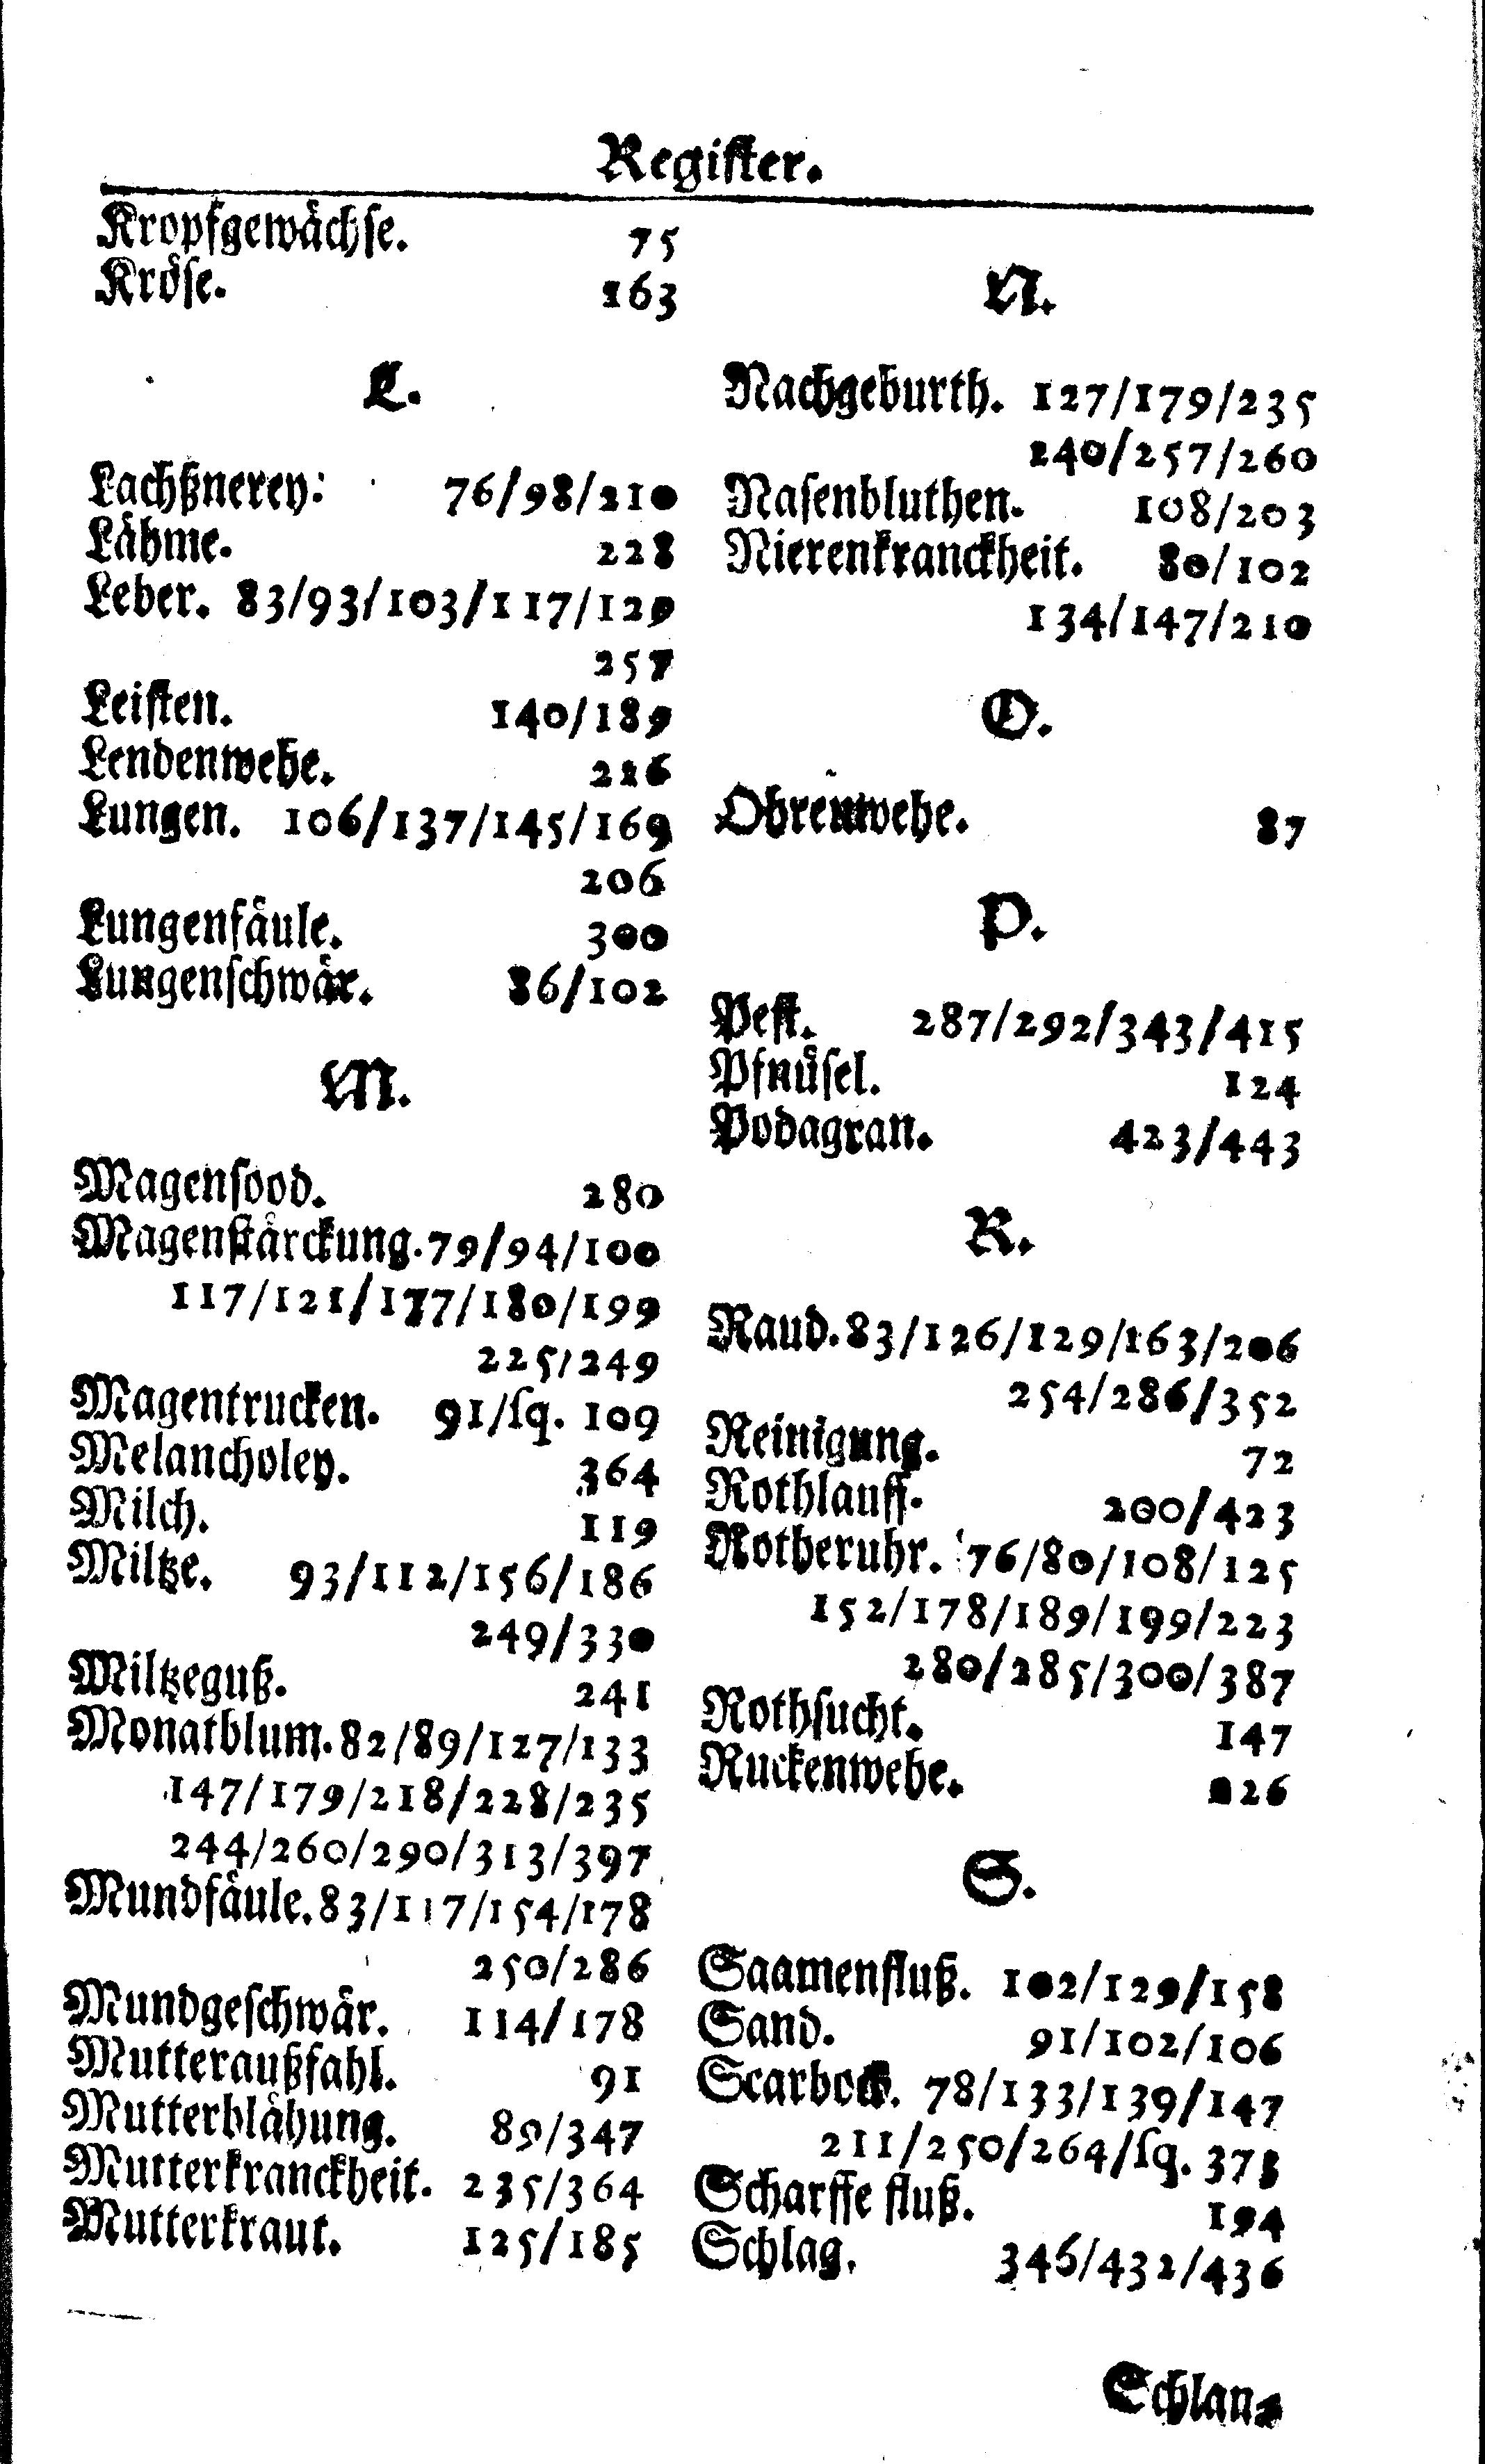 Register.
Kropfgewächse. 75
Kröse. 163
L.
Lachßnerey: 76/98/210
Lähme. 228
Leber. 83/93/103/117/129
257
Leisten. 140/189
Lendenwehe. 226
Lungen. 106/137/145/169
206
Lungenfäule. 300
Lungenschwär. 86/102
M.
Magensood. 280
Magenstärckung. 79/94/100
117/121/177/180/199
225/249
Magentrucken. 91/sq. 109
Melancholey. 364
Milch. 119
Miltze. 93/112/156/186
249/330
Miltzeguß. 241
Monatblum. 82/89/127/133
147/179/218/228/235
244/260/290/313/397
Mundfäule. 83/117/154/178
250/286
Mundgeschwär. 114/178
Mutteraußfahl. 91
Mutterblähung. 89/347
Mutterkranckheit. 235/364
Mutterkraut. 125/185
N.
Nachgeburth. 127/179/235
240/257/260
Nasenbluthen. 108/203
Nierenkranckheit. 80/102
134/147/210
O.
Ohrenwehe. 87
P.
Pest. 287/292/343/415
Pfnüsel. 124
Podagran. 423/443
R.
Raud. 83/126/129/163/206
254/286/352
Reinigung. 72
Rothlauff. 200/423
Rotheruhr. 76/80/108/125
152/178/189/199/223
280/285/300/387
Rothsucht. 147
Ruckenwehe.
S.
Saamenfluß. 102/129/158
Sand. 91/102/106
Scarbock. 78/133/139/147
211/250/264/sq. 373
Scharffe fluß. 194
Schlag. 346/432/436
Schlan-